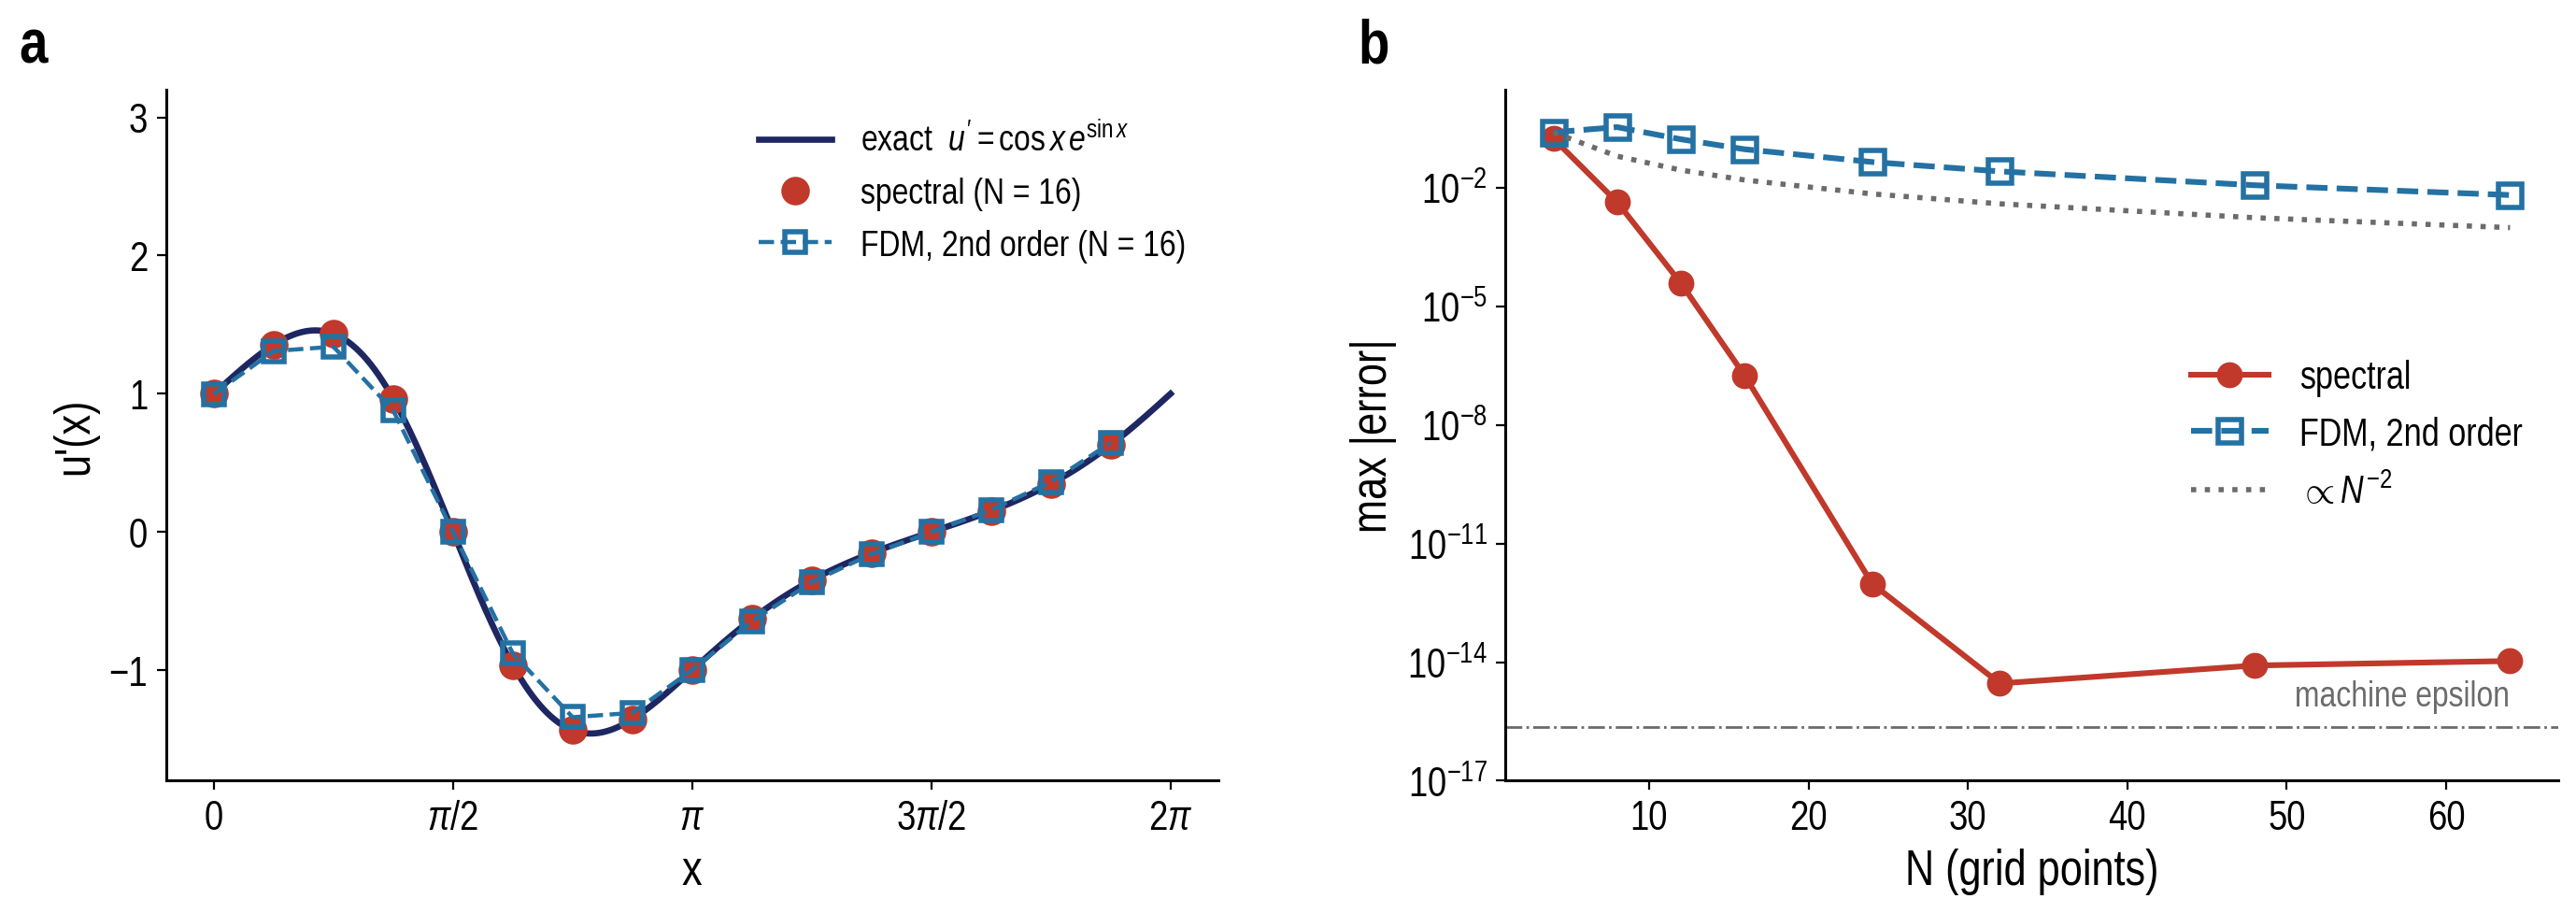 a
3
2
1
0
−1
u'(x)
exact u′ = cos x e^{sin x}
spectral (N = 16)
FDM, 2nd order (N = 16)
0 π/2 π 3π/2 2π
x
b
10⁻²
10⁻⁵
10⁻⁸
10⁻¹¹
10⁻¹⁴
10⁻¹⁷
max |error|
spectral
FDM, 2nd order
∝ N⁻²
machine epsilon
10 20 30 40 50 60
N (grid points)